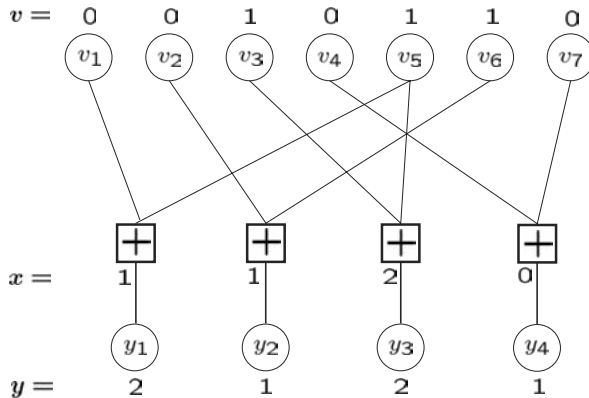 v = 0 0 1 0 1 1 0
v₁ v₂ v₃ v₄ v₅ v₆ v₇
+ + + +
x = 1 1 2 0
y₁ y₂ y₃ y₄
y = 2 1 2 1